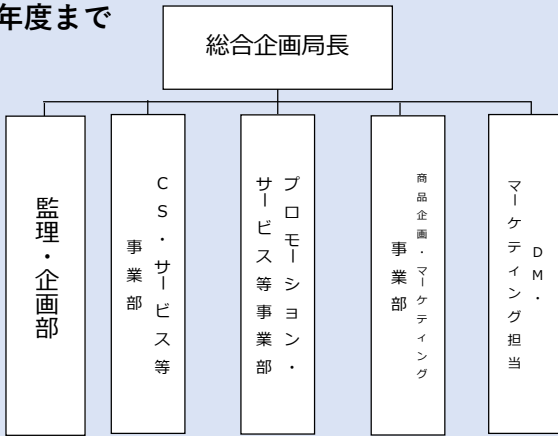 年度まで
総合企画局長
監理・企画部
CS・サービス等
事業部
プロモーション・
サービス等事業部
商品企画・マーケティング
事業部
DM・
マーケティング担当